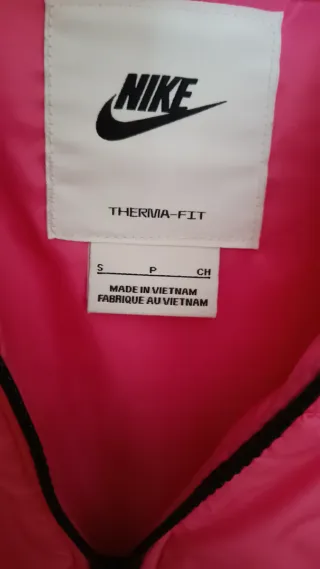 NIKE
THERMA-FIT
S P CH
MADE IN VIETNAM
FABRIQUE AU VIETNAM